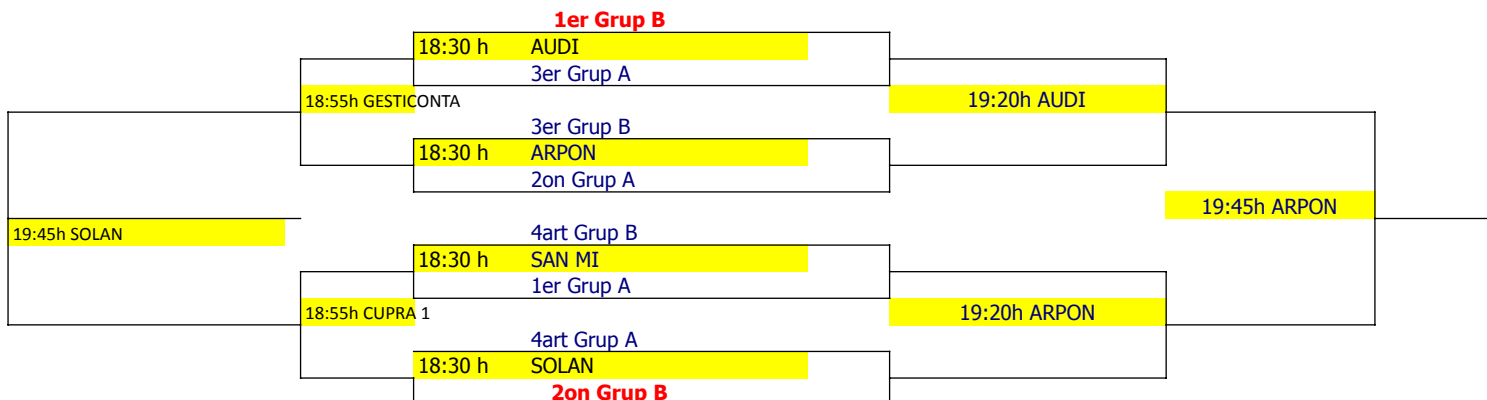 1er Grup B
18:30 h AUDI
3er Grup A
18:55h GESTICONTA
19:20h AUDI
3er Grup B
18:30 h ARPON
2on Grup A
19:45h ARPON
19:45h SOLAN
4art Grup B
18:30 h SAN MI
1er Grup A
18:55h CUPRA 1
19:20h ARPON
4art Grup A
18:30 h SOLAN
2on Grup B